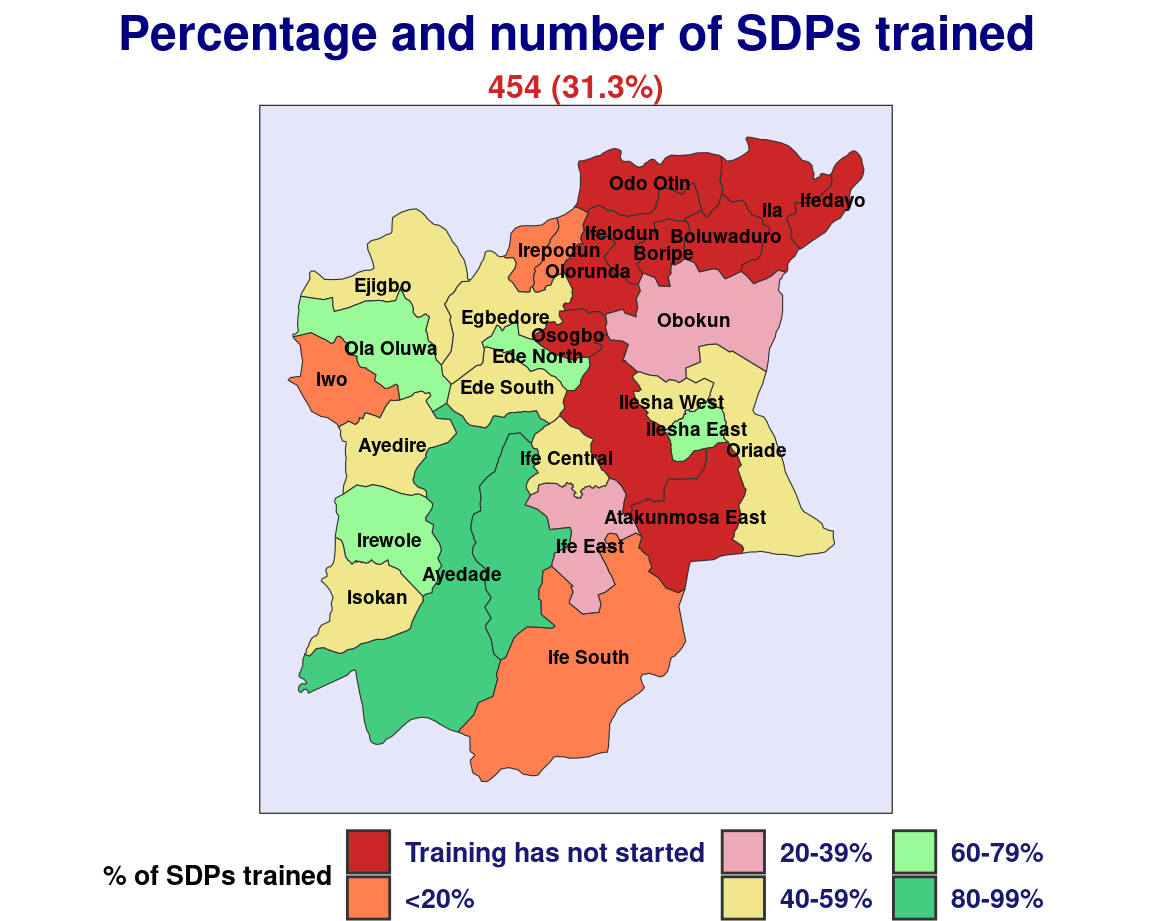 Percentage and number of SDPs trained
454 (31.3%)
Odo Otin
Ifedayo
Ila
Ifelodun
Boluwaduro
Irepodun
Boripe
Olorunda
Ejigbo
Egbedore
Obokun
Osogbo
Ola Oluwa
Ede North
Iwo
Ede South
Ilesha West
Ilesha East
Ayedire
Oriade
Ife Central
Atakunmosa East
Irewole
Ife East
Ayedade
Isokan
Ife South
% of SDPs trained
Training has not started
<20%
20-39%
40-59%
60-79%
80-99%